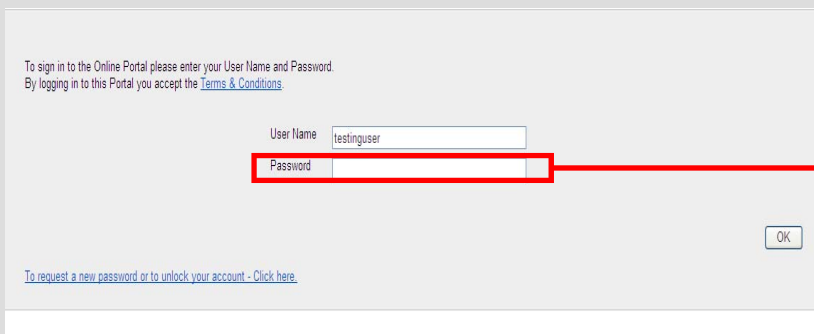 To sign in to the Online Portal please enter your User Name and Password.
By logging in to this Portal you accept the Terms & Conditions.
User Name testinguser
Password
OK
To request a new password or to unlock your account - Click here.